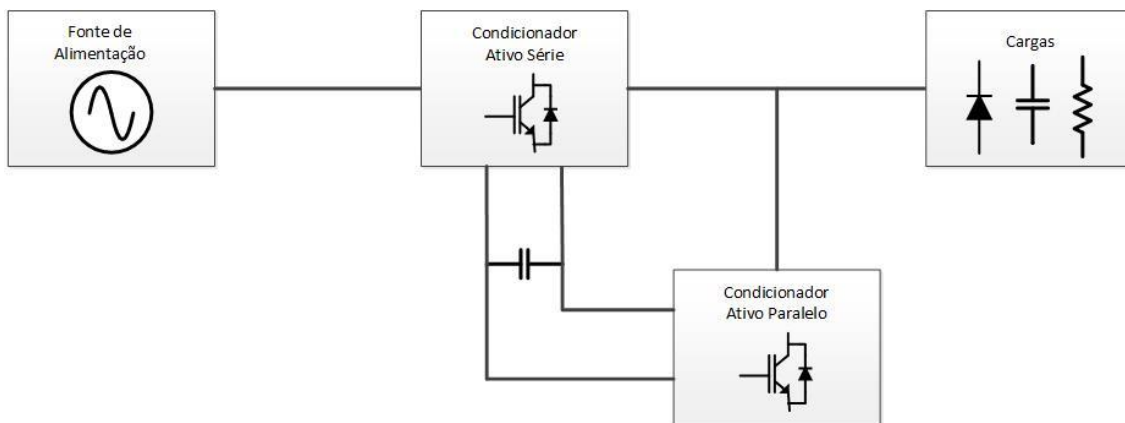 Fonte de
Alimentação
Condicionador
Ativo Série
Cargas
Condicionador
Ativo Paralelo